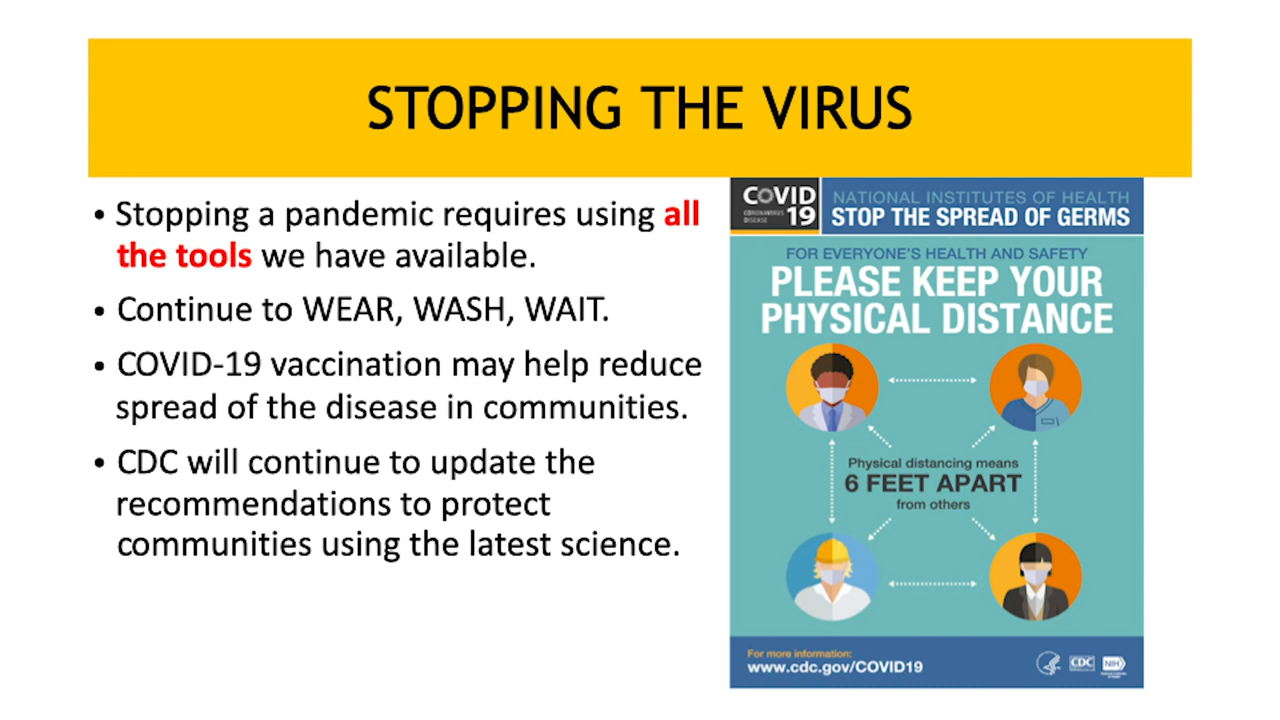 STOPPING THE VIRUS
• Stopping a pandemic requires using all
the tools we have available.
• Continue to WEAR, WASH, WAIT.
• COVID-19 vaccination may help reduce
spread of the disease in communities.
• CDC will continue to update the
recommendations to protect
communities using the latest science.
COVID
CORONAVIRUS
DISEASE 19
NATIONAL INSTITUTES OF HEALTH
STOP THE SPREAD OF GERMS
FOR EVERYONE'S HEALTH AND SAFETY
PLEASE KEEP YOUR
PHYSICAL DISTANCE
Physical distancing means
6 FEET APART
from others
For more information:
www.cdc.gov/COVID19
CDC
NIH